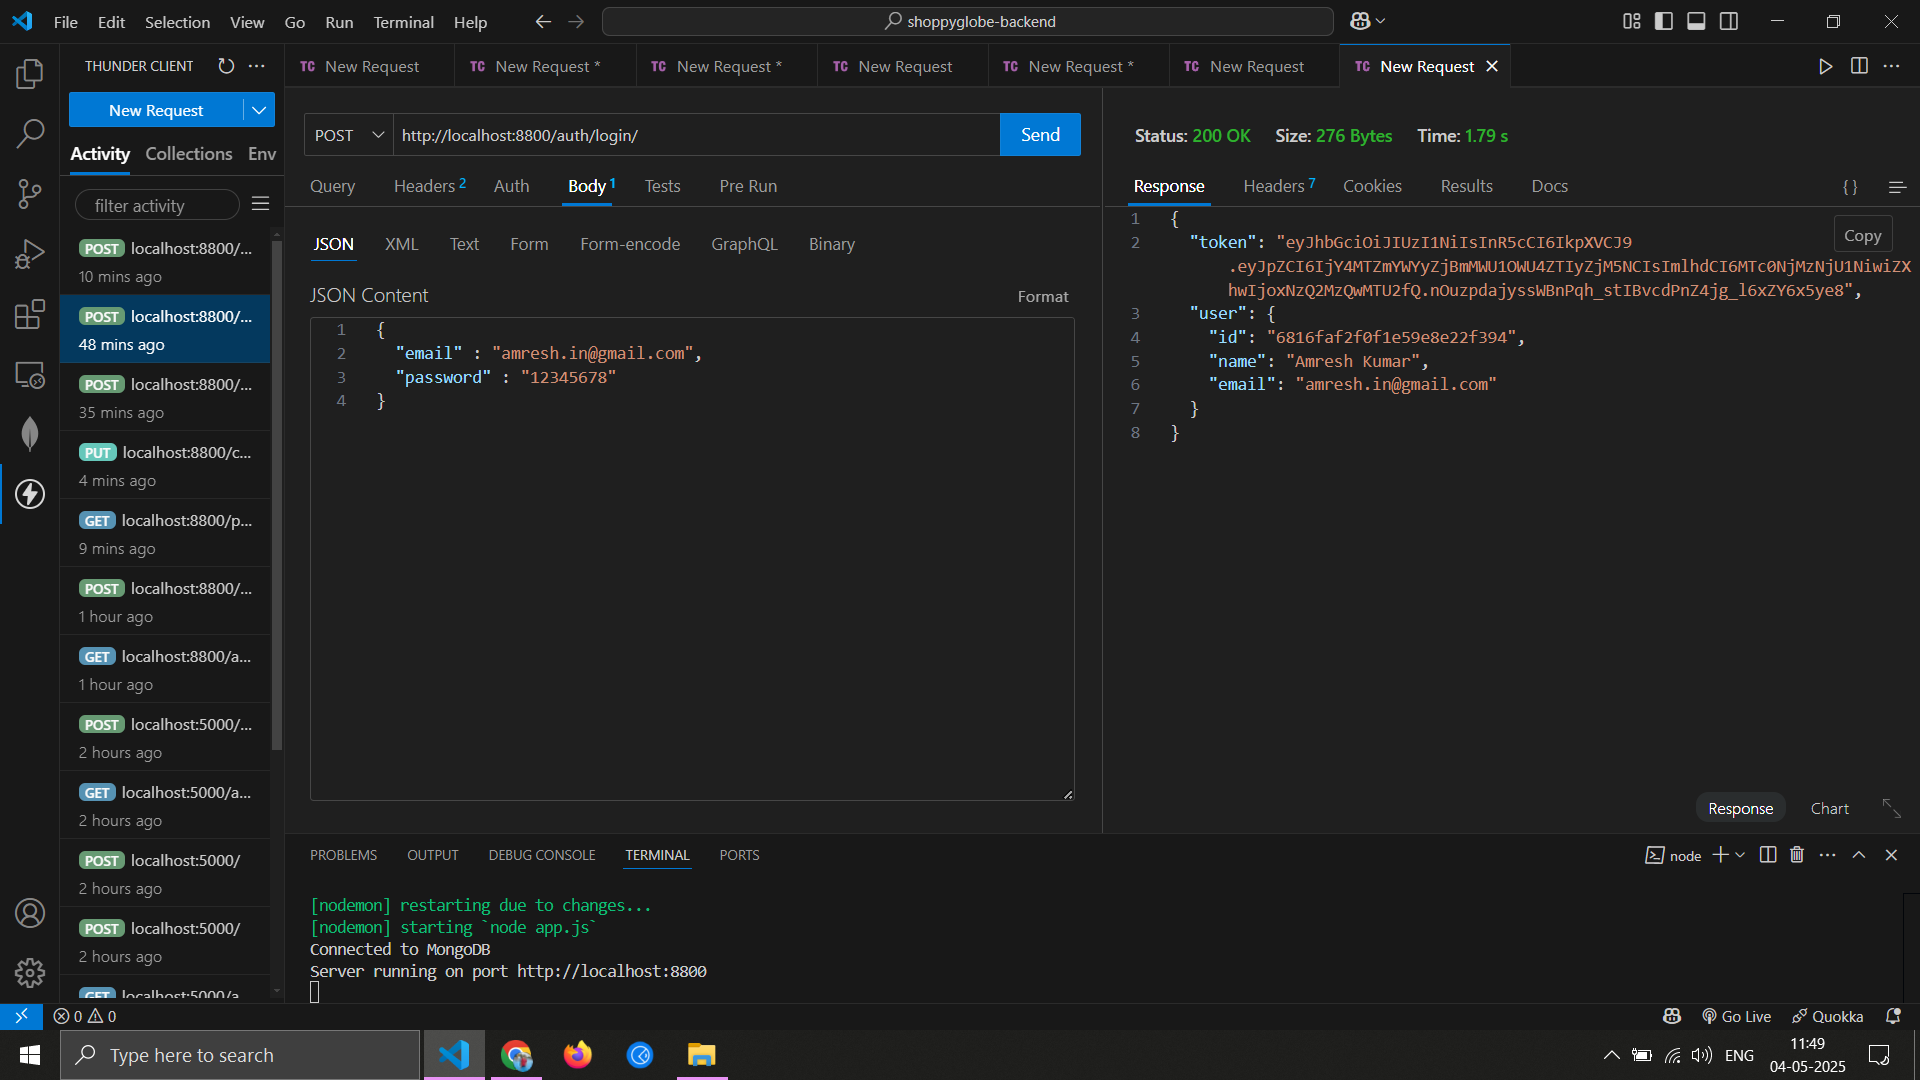 File Edit Selection View Go Run Terminal Help
shoppyglobe-backend
THUNDER CLIENT
TC New Request
TC New Request *
TC New Request *
TC New Request
TC New Request *
TC New Request
TC New Request
New Request
Activity Collections Env
filter activity
POST localhost:8800/...
10 mins ago
POST localhost:8800/...
48 mins ago
POST localhost:8800/...
35 mins ago
PUT localhost:8800/c...
4 mins ago
GET localhost:8800/p...
9 mins ago
POST localhost:8800/...
1 hour ago
GET localhost:8800/a...
1 hour ago
POST localhost:5000/...
2 hours ago
GET localhost:5000/a...
2 hours ago
POST localhost:5000/
2 hours ago
POST localhost:5000/
2 hours ago
GET localhost:5000/a...
POST http://localhost:8800/auth/login/ Send
Query Headers 2 Auth Body 1 Tests Pre Run
JSON XML Text Form Form-encode GraphQL Binary
JSON Content Format
1 {
2 "email" : "amresh.in@gmail.com",
3 "password" : "12345678"
4 }
Status: 200 OK Size: 276 Bytes Time: 1.79 s
Response Headers 7 Cookies Results Docs {}
Copy
1 {
2 "token": "eyJhbGciOiJIUzI1NiIsInR5cCI6IkpXVCJ9
.eyJpZCI6IjY4MTZmYWYyZjBmMWU1OWU4ZTIyZjM5NCIsImlhdCI6MTc0NjMzNjU1NiwiZX
hwIjoxNzQ2MzQwMTU2fQ.nOuzpdajyssWBnPqh_stIBvcdPnZ4jg_l6xZY6x5ye8",
3 "user": {
4 "id": "6816faf2f0f1e59e8e22f394",
5 "name": "Amresh Kumar",
6 "email": "amresh.in@gmail.com"
7 }
8 }
Response Chart
PROBLEMS OUTPUT DEBUG CONSOLE TERMINAL PORTS
node
[nodemon] restarting due to changes...
[nodemon] starting `node app.js`
Connected to MongoDB
Server running on port http://localhost:8800
0 0
Go Live Quokka
Type here to search
ENG
11:49
04-05-2025